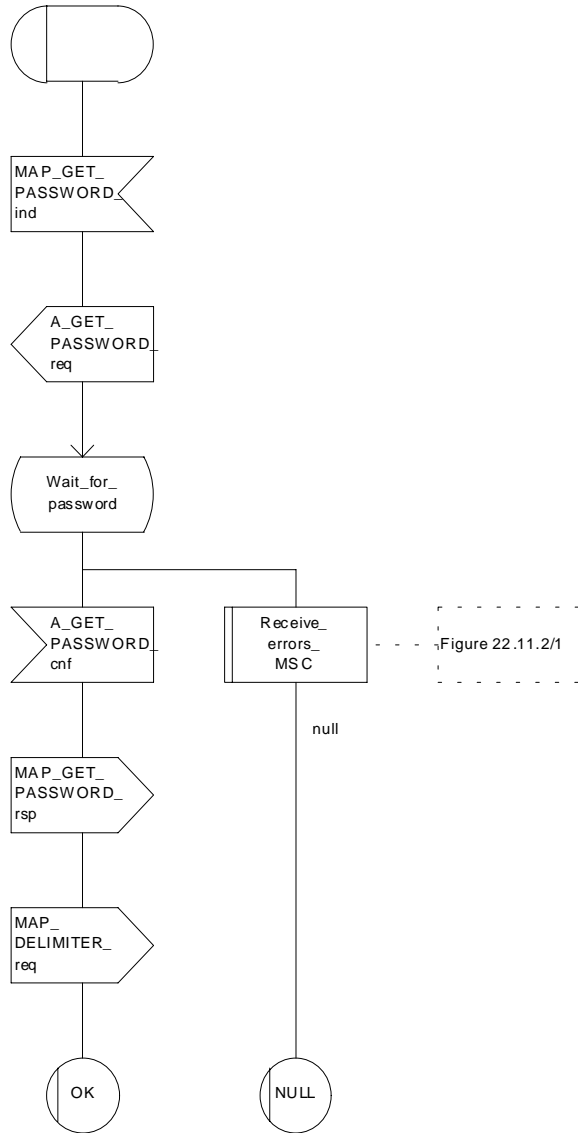 MAP_GET_
PASSWORD_
ind
A_GET_
PASSWORD_
req
Wait_for_
password
A_GET_
PASSWORD_
cnf
Receive_
errors_
MSC
Figure 22.11.2/1
null
MAP_GET_
PASSWORD_
rsp
MAP_
DELIMITER_
req
OK
NULL